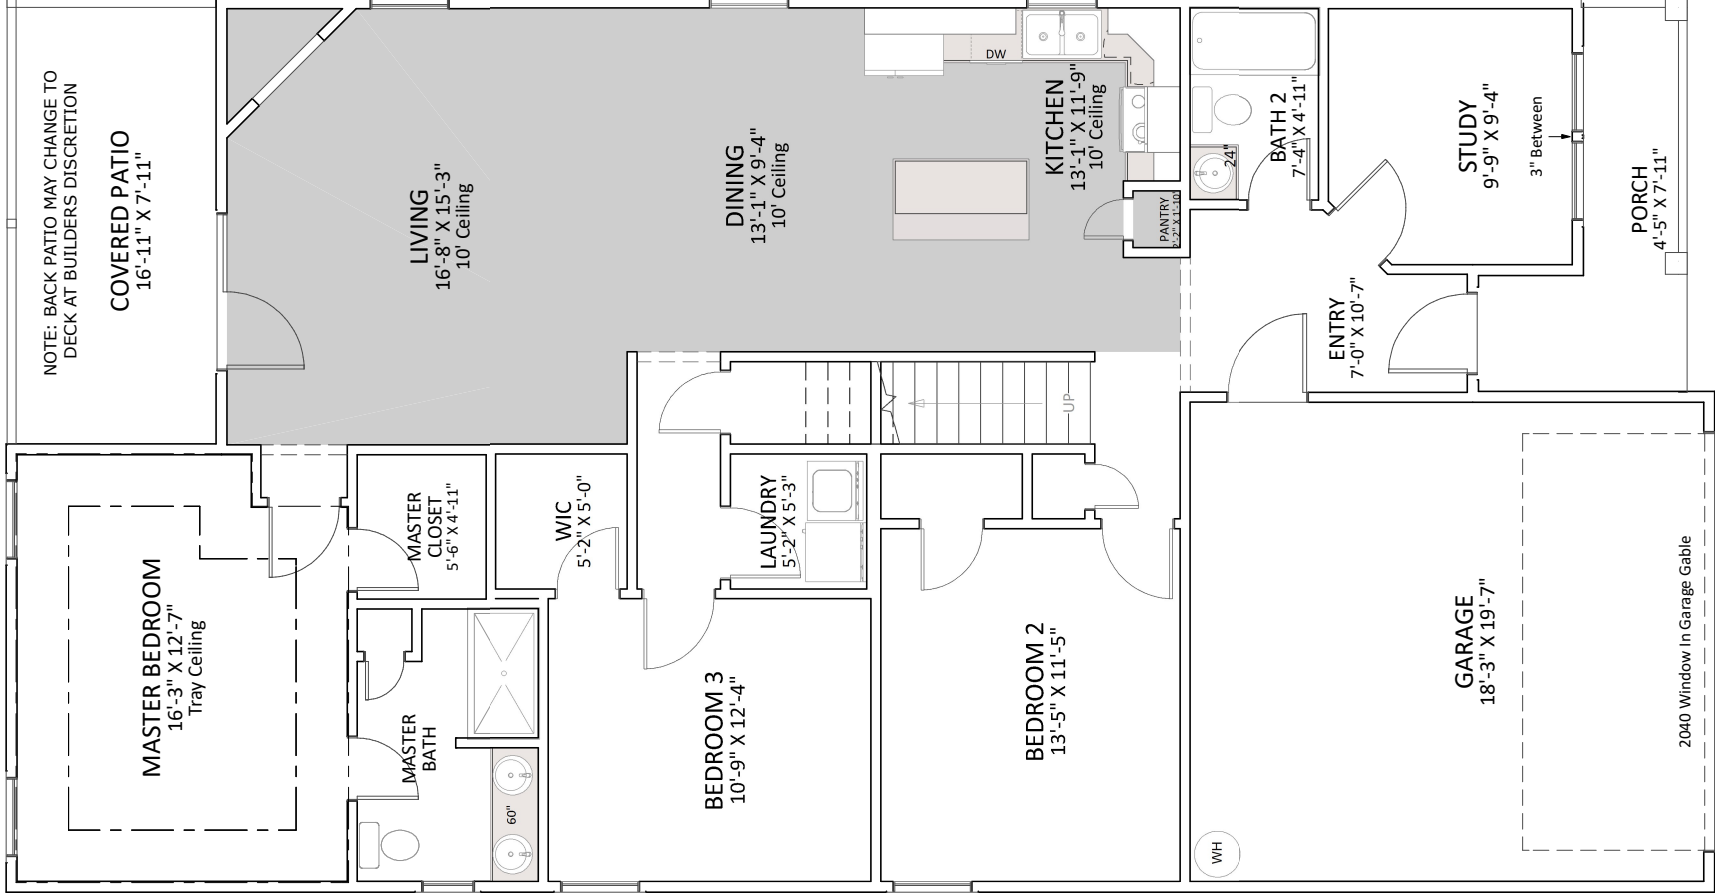 NOTE: BACK PATIO MAY CHANGE TO
DECK AT BUILDERS DISCRETION
COVERED PATIO
16'-11" X 7'-11"
LIVING
16'-8" X 15'-3"
10' Ceiling
DINING
13'-1" X 9'-4"
10' Ceiling
DW
KITCHEN
13'-1" X 11'-9"
10' Ceiling
PANTRY
2'-2" X 1'-10"
24"
BATH 2
7'-4" X 4'-11"
STUDY
9'-9" X 9'-4"
3" Between
PORCH
4'-5" X 7'-11"
ENTRY
7'-0" X 10'-7"
UP
MASTER BEDROOM
16'-3" X 12'-7"
Tray Ceiling
MASTER
CLOSET
5'-6" X 4'-11"
WIC
5'-2" X 5'-0"
LAUNDRY
5'-2" X 5'-3"
MASTER
BATH
60"
BEDROOM 3
10'-9" X 12'-4"
BEDROOM 2
13'-5" X 11'-5"
WH
GARAGE
18'-3" X 19'-7"
2040 Window In Garage Gable